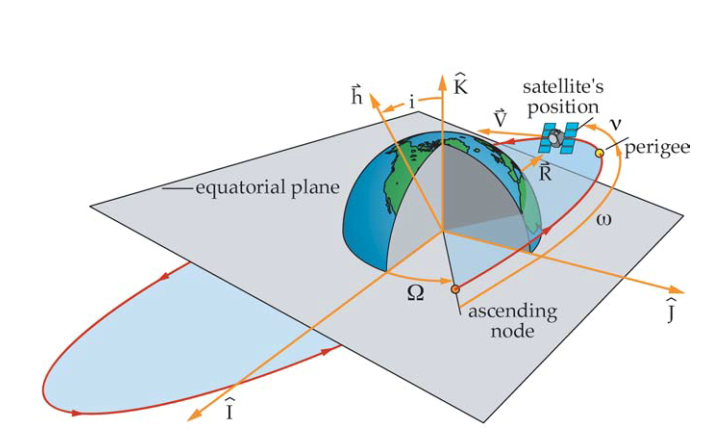 K̂
h⃗
i
satellite's
position
V⃗
ν
perigee
R⃗
equatorial plane
ω
Ω
ascending
node
Ĵ
Î